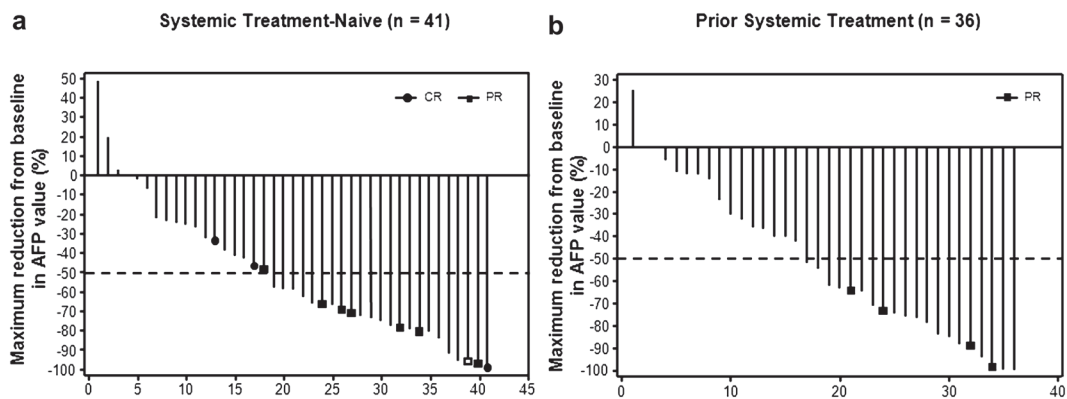 a
Systemic Treatment-Naive (n = 41)
Maximum reduction from baseline
in AFP value (%)
50
40
30
20
10
0
-10
-20
-30
-40
-50
-60
-70
-80
-90
-100
CR PR
0 5 10 15 20 25 30 35 40 45
b
Prior Systemic Treatment (n = 36)
Maximum reduction from baseline
in AFP value (%)
30
20
10
0
-10
-20
-30
-40
-50
-60
-70
-80
-90
-100
PR
0 10 20 30 40